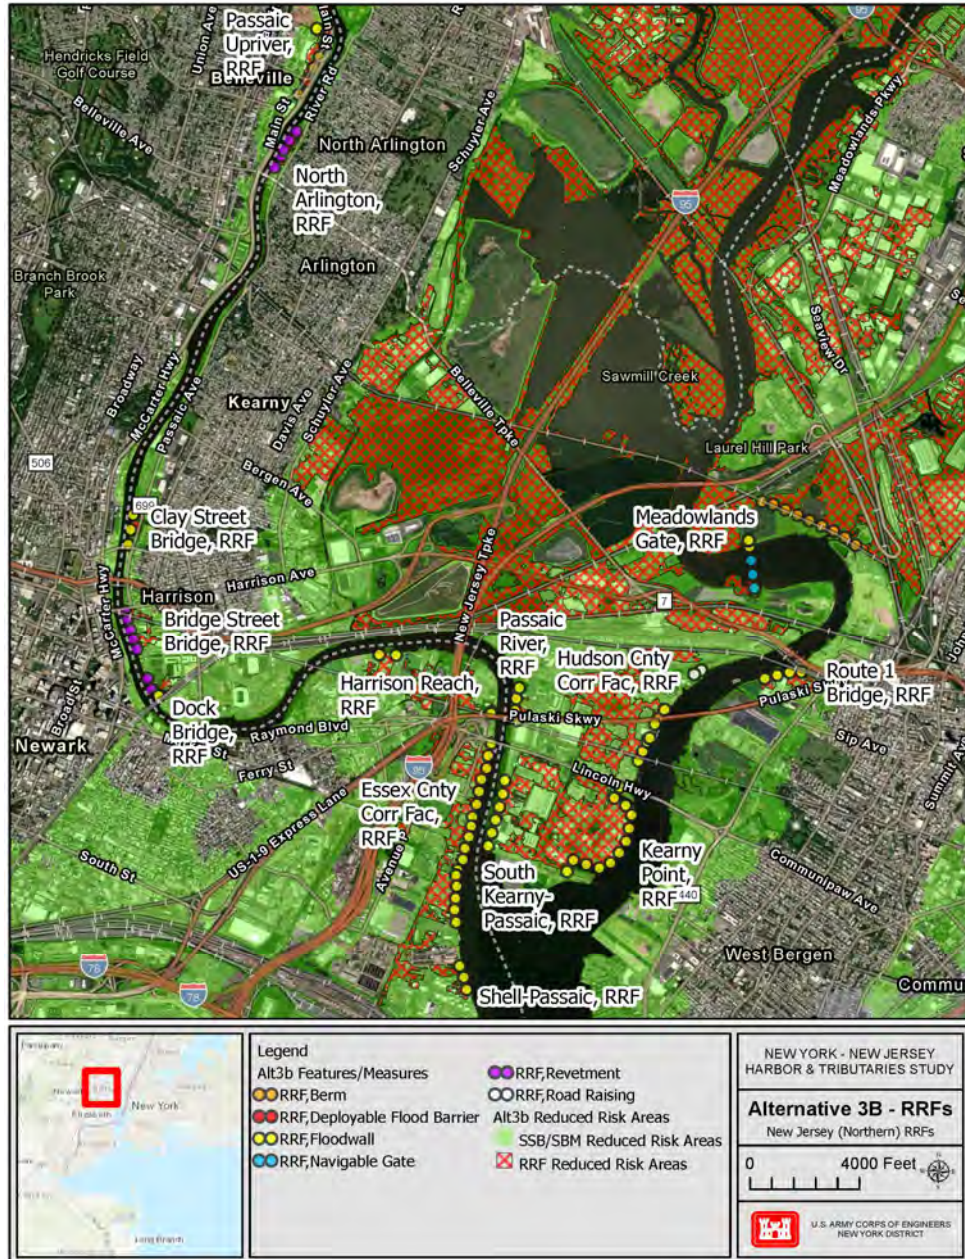 95
Passaic
Upriver,
RRF
Main St
River Rd
Union Ave
Hendricks Field
Golf Course
Belleville
Belleville Ave
Main St
North Arlington
Schuyler Ave
Meadowlands Pkwy
North
Arlington,
RRF
95
Arlington
Branch Brook
Park
Seaview Dr
Broadway
McCarter Hwy
Passaic Ave
Kearny
Davis Ave
Schuyler Ave
Belleville Tpke
Sawmill Creek
Laurel Hill Park
506
Bergen Ave
699
Clay Street
Bridge, RRF
Meadowlands
Gate, RRF
New Jersey Tpke
Harrison Ave
McCarter Hwy
Harrison
7
Bridge Street
Bridge, RRF
Passaic
River,
RRF
Hudson Cnty
Corr Fac, RRF
Route 1
Bridge, RRF
Harrison Reach,
RRF
Broad St
Dock
Bridge,
RRF
Raymond Blvd
Pulaski Skwy
Pulaski Skwy
Newark
Ferry St
Sip Ave
Summit Ave
Essex Cnty
Corr Fac,
RRF
Lincoln Hwy
US-1-9 Express Lane
South St
Kearny
Point,
RRF
440
South
Kearny-
Passaic, RRF
Communipaw Ave
West Bergen
78
78
Shell-Passaic, RRF
Commu
New York
Long Branch
Legend
Alt3b Features/Measures
RRF,Berm
RRF,Deployable Flood Barrier
RRF,Floodwall
RRF,Navigable Gate
RRF,Revetment
RRF,Road Raising
Alt3b Reduced Risk Areas
SSB/SBM Reduced Risk Areas
RRF Reduced Risk Areas
NEW YORK - NEW JERSEY
HARBOR & TRIBUTARIES STUDY
Alternative 3B - RRFs
New Jersey (Northern) RRFs
0 4000 Feet
U.S. ARMY CORPS OF ENGINEERS
NEW YORK DISTRICT